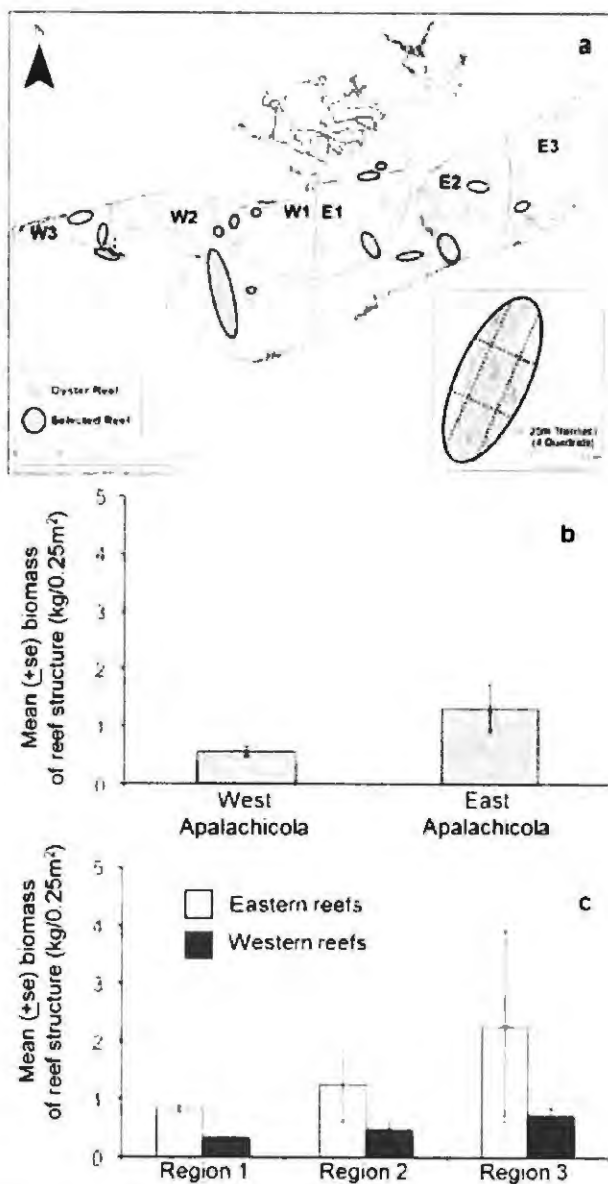 a
E3
E2
W1 E1
W2
W3
Oyster Reef
Selected Reef
(4 Quadrats)
Mean (±se) biomass
of reef structure (kg/0.25m²)
5
4
3
2
1
0
b
West
Apalachicola
East
Apalachicola
Mean (±se) biomass
of reef structure (kg/0.25m²)
5
4
3
2
1
0
c
Eastern reefs
Western reefs
Region 1
Region 2
Region 3